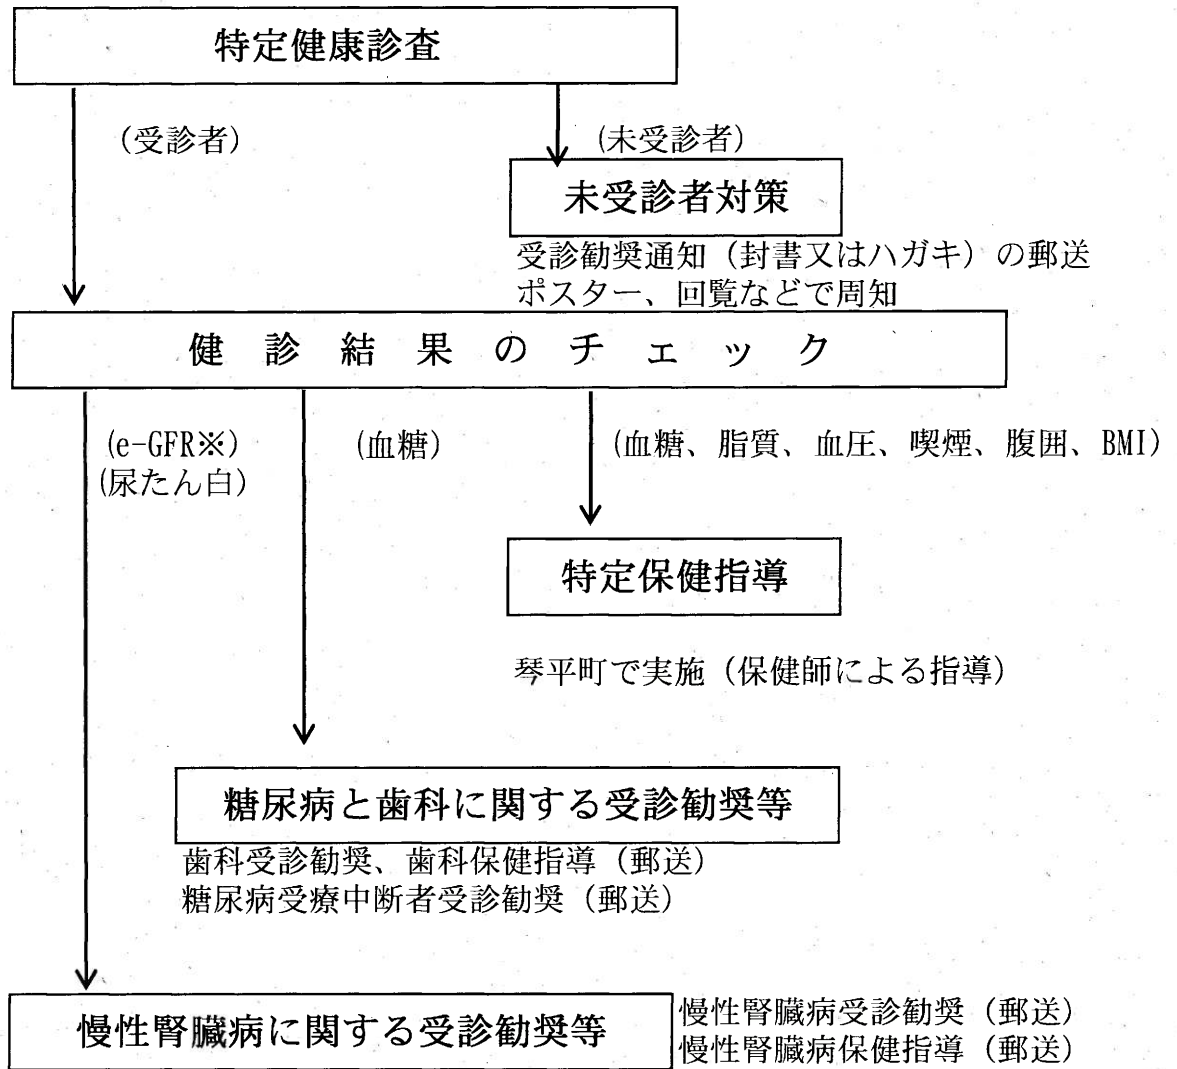 特定健康診査
（受診者）
（未受診者）
未受診者対策
受診勧奨通知（封書又はハガキ）の郵送
ポスター、回覧などで周知
健診結果のチェック
(e-GFR※)
(尿たん白)
(血糖)
(血糖、脂質、血圧、喫煙、腹囲、BMI)
特定保健指導
琴平町で実施（保健師による指導）
糖尿病と歯科に関する受診勧奨等
歯科受診勧奨、歯科保健指導（郵送）
糖尿病受療中断者受診勧奨（郵送）
慢性腎臓病に関する受診勧奨等
慢性腎臓病受診勧奨（郵送）
慢性腎臓病保健指導（郵送）